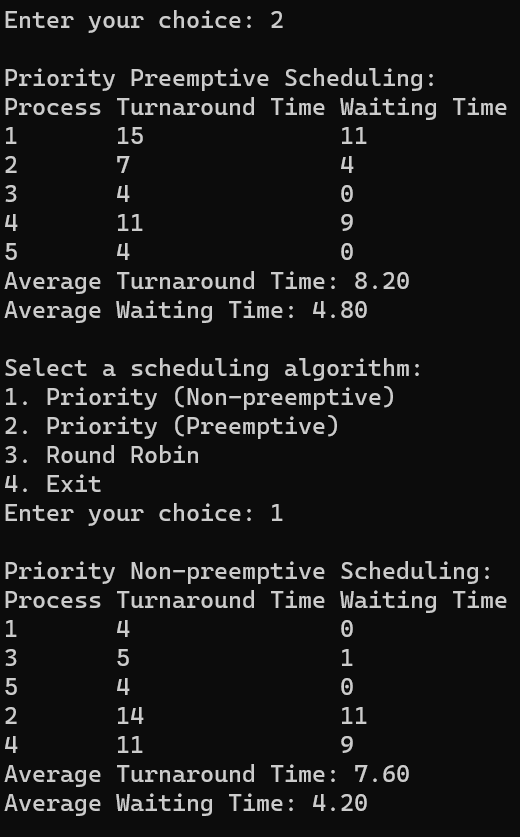 Enter your choice: 2
Priority Preemptive Scheduling:
Process Turnaround Time Waiting Time
1 15 11
2 7 4
3 4 0
4 11 9
5 4 0
Average Turnaround Time: 8.20
Average Waiting Time: 4.80
Select a scheduling algorithm:
1. Priority (Non-preemptive)
2. Priority (Preemptive)
3. Round Robin
4. Exit
Enter your choice: 1
Priority Non-preemptive Scheduling:
Process Turnaround Time Waiting Time
1 4 0
3 5 1
5 4 0
2 14 11
4 11 9
Average Turnaround Time: 7.60
Average Waiting Time: 4.20